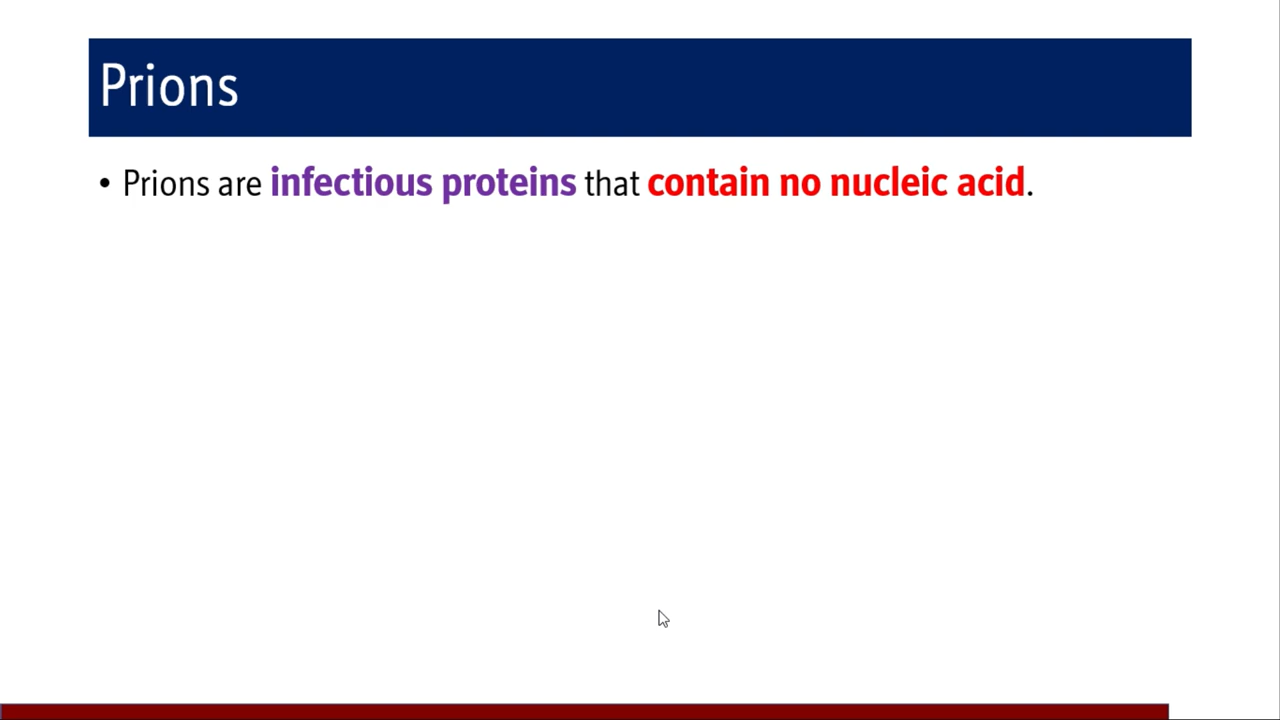 Prions
• Prions are infectious proteins that contain no nucleic acid.